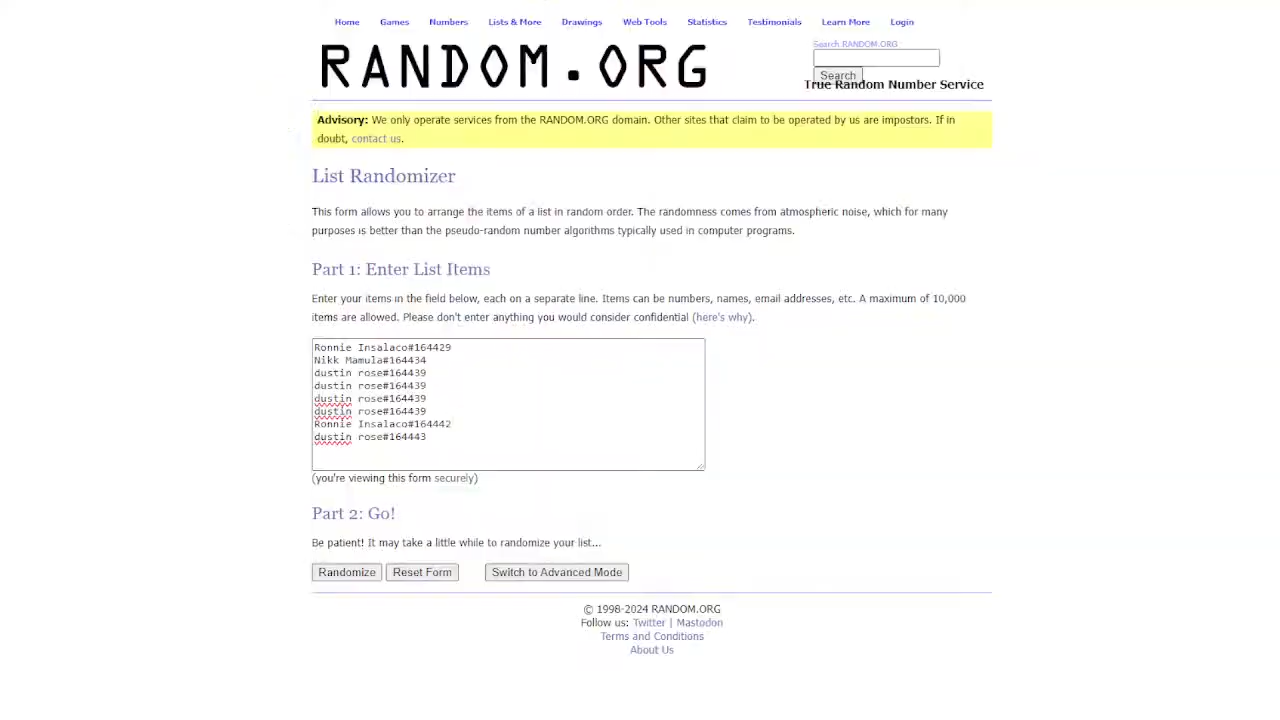 Home Games Numbers Lists & More Drawings Web Tools Statistics Testimonials Learn More Login
RANDOM.ORG
Search RANDOM.ORG
Search
True Random Number Service
Advisory: We only operate services from the RANDOM.ORG domain. Other sites that claim to be operated by us are impostors. If in
doubt, contact us.
List Randomizer
This form allows you to arrange the items of a list in random order. The randomness comes from atmospheric noise, which for many
purposes is better than the pseudo-random number algorithms typically used in computer programs.
Part 1: Enter List Items
Enter your items in the field below, each on a separate line. Items can be numbers, names, email addresses, etc. A maximum of 10,000
items are allowed. Please don't enter anything you would consider confidential (here's why).
Ronnie Insalaco#164429
Nikk Mamula#164434
dustin rose#164439
dustin rose#164439
dustin rose#164439
dustin rose#164439
Ronnie Insalaco#164442
dustin rose#164443
(you're viewing this form securely)
Part 2: Go!
Be patient! It may take a little while to randomize your list...
Randomize Reset Form Switch to Advanced Mode
© 1998-2024 RANDOM.ORG
Follow us: Twitter | Mastodon
Terms and Conditions
About Us